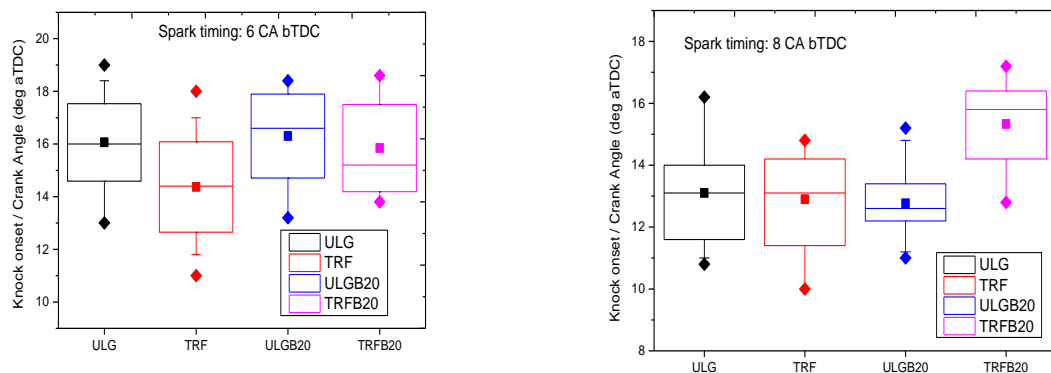 Spark timing: 6 CA bTDC
Knock onset / Crank Angle (deg aTDC)
20
18
16
14
12
10
ULG
TRF
ULGB20
TRFB20
ULG
TRF
ULGB20
TRFB20
Spark timing: 8 CA bTDC
Knock onset / Crank Angle (deg aTDC)
18
16
14
12
10
8
ULG
TRF
ULGB20
TRFB20
ULG
TRF
ULGB20
TRFB20